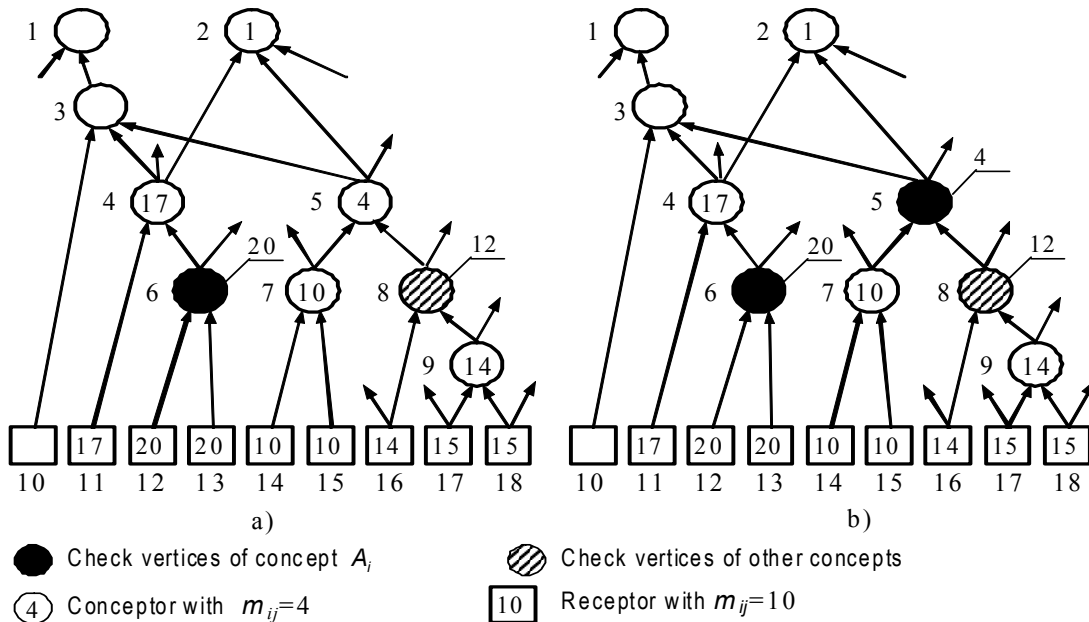 1 2 1 1 2 1
3 3
4 17 5 4 4 17 5 4
20 12 20 12
6 7 10 8 6 7 10 8
9 14 9 14
17 20 20 10 10 14 15 15 17 20 20 10 10 14 15 15
10 11 12 13 14 15 16 17 18 10 11 12 13 14 15 16 17 18
a) b)
Check vertices of concept Ai Check vertices of other concepts
4 Conceptor with mij=4 10 Receptor with mij=10